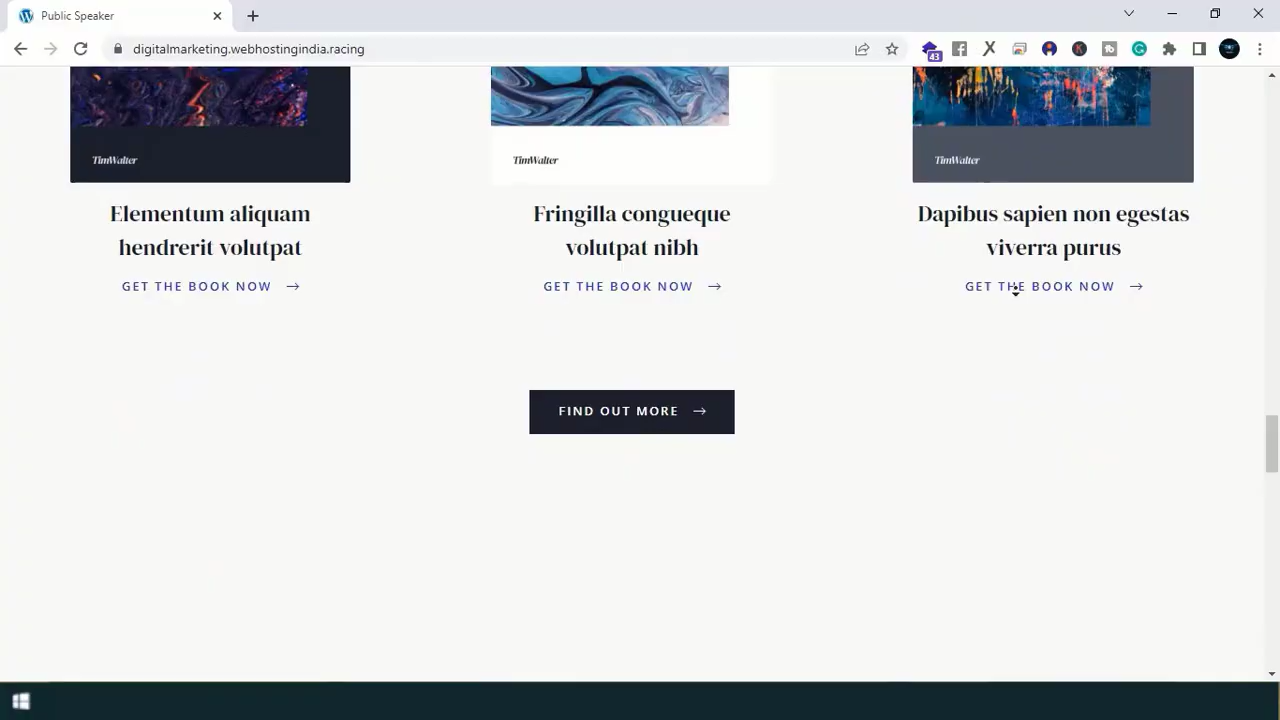 Public Speaker
digitalmarketing.webhostingindia.racing
43
TimWalter
TimWalter
TimWalter
Elementum aliquam
hendrerit volutpat
GET THE BOOK NOW
Fringilla congueque
volutpat nibh
GET THE BOOK NOW
Dapibus sapien non egestas
viverra purus
GET THE BOOK NOW
FIND OUT MORE